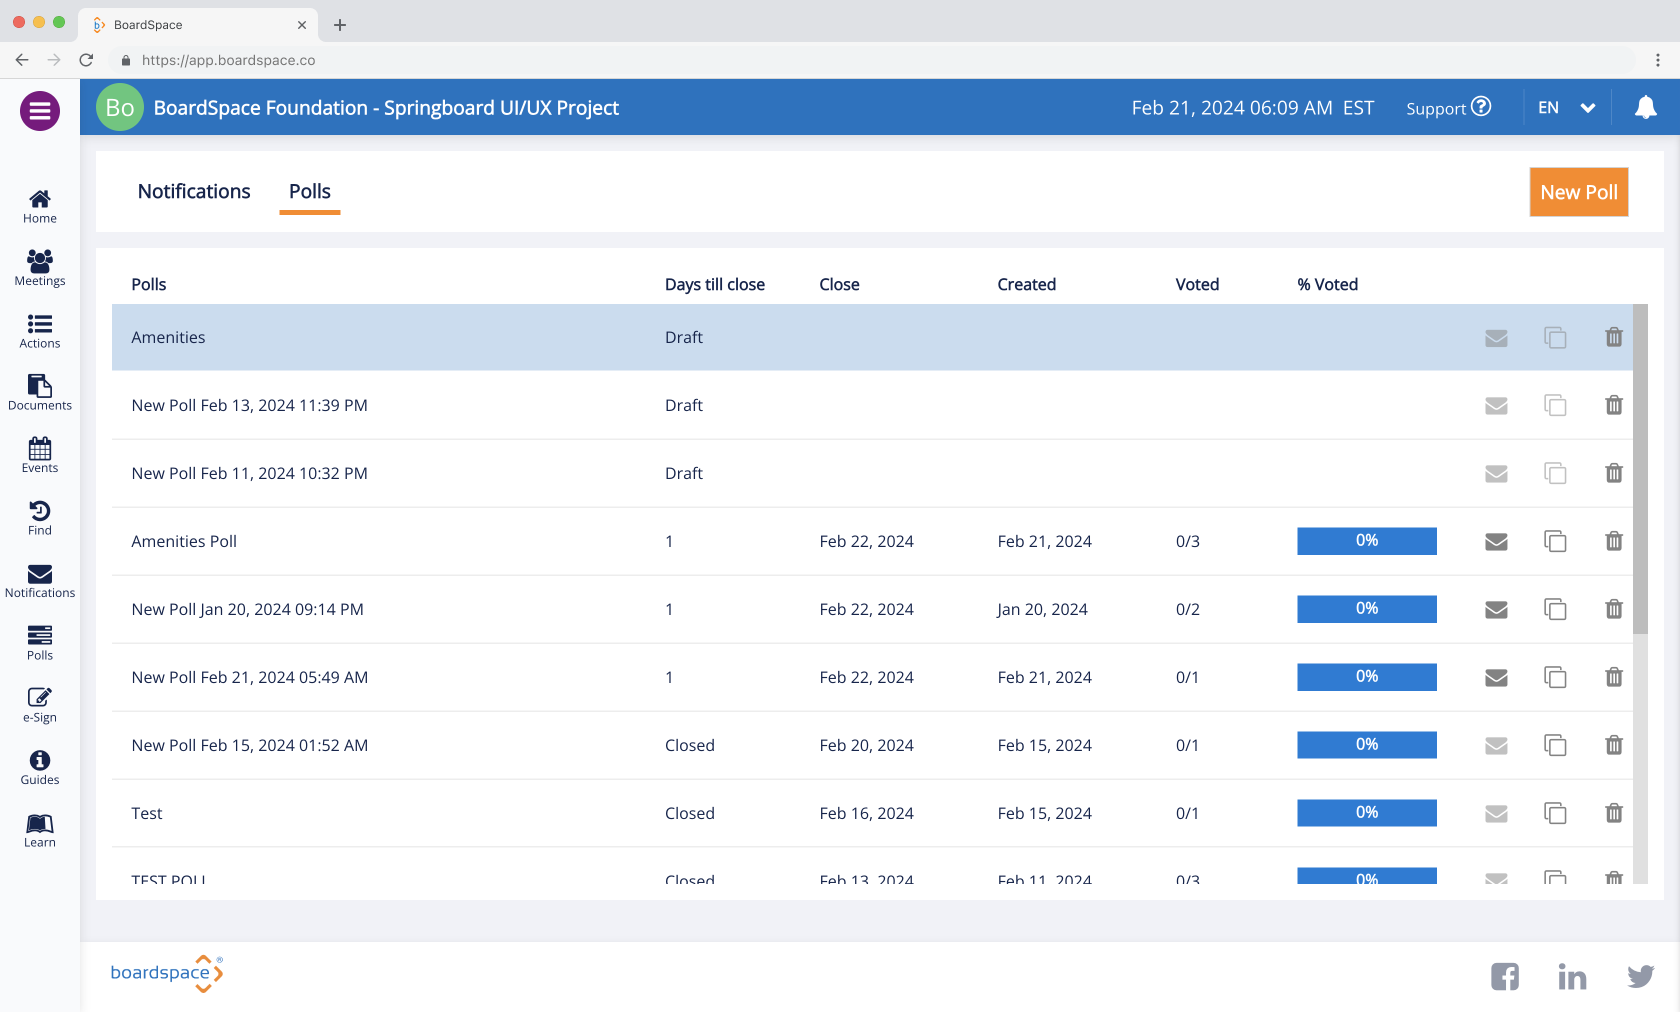 BoardSpace
https://app.boardspace.co
Bo BoardSpace Foundation - Springboard UI/UX Project Feb 21, 2024 06:09 AM EST Support EN
Home
Meetings
Actions
Documents
Events
Find
Notifications
Polls
e-Sign
Guides
Learn
Notifications Polls New Poll
Polls Days till close Close Created Voted % Voted
Amenities Draft
New Poll Feb 13, 2024 11:39 PM Draft
New Poll Feb 11, 2024 10:32 PM Draft
Amenities Poll 1 Feb 22, 2024 Feb 21, 2024 0/3 0%
New Poll Jan 20, 2024 09:14 PM 1 Feb 22, 2024 Jan 20, 2024 0/2 0%
New Poll Feb 21, 2024 05:49 AM 1 Feb 22, 2024 Feb 21, 2024 0/1 0%
New Poll Feb 15, 2024 01:52 AM Closed Feb 20, 2024 Feb 15, 2024 0/1 0%
Test Closed Feb 16, 2024 Feb 15, 2024 0/1 0%
TEST POLL Closed Feb 13, 2024 Feb 11, 2024 0/3 0%
boardspace®